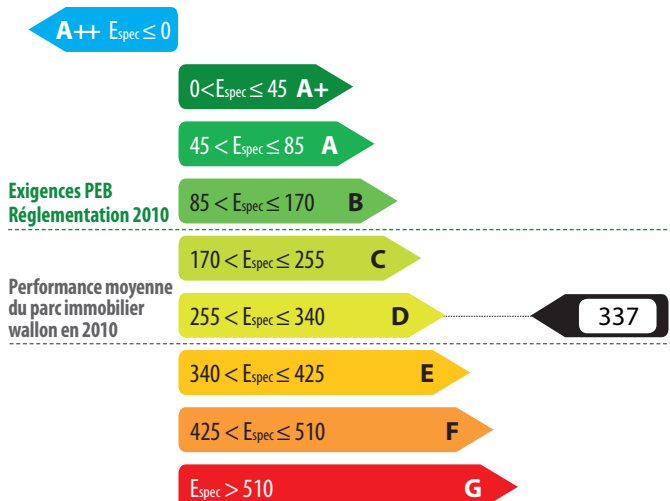 A++ Espec ≤ 0
0<Espec ≤ 45 A+
45 < Espec ≤ 85 A
Exigences PEB
Réglementation 2010
85 < Espec ≤ 170 B
170 < Espec ≤ 255 C
Performance moyenne
du parc immobilier
wallon en 2010
255 < Espec ≤ 340 D
337
340 < Espec ≤ 425 E
425 < Espec ≤ 510 F
Espec > 510 G